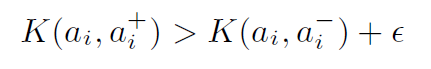 K(a_i, a_i^+) > K(a_i, a_i^-) + ϵ